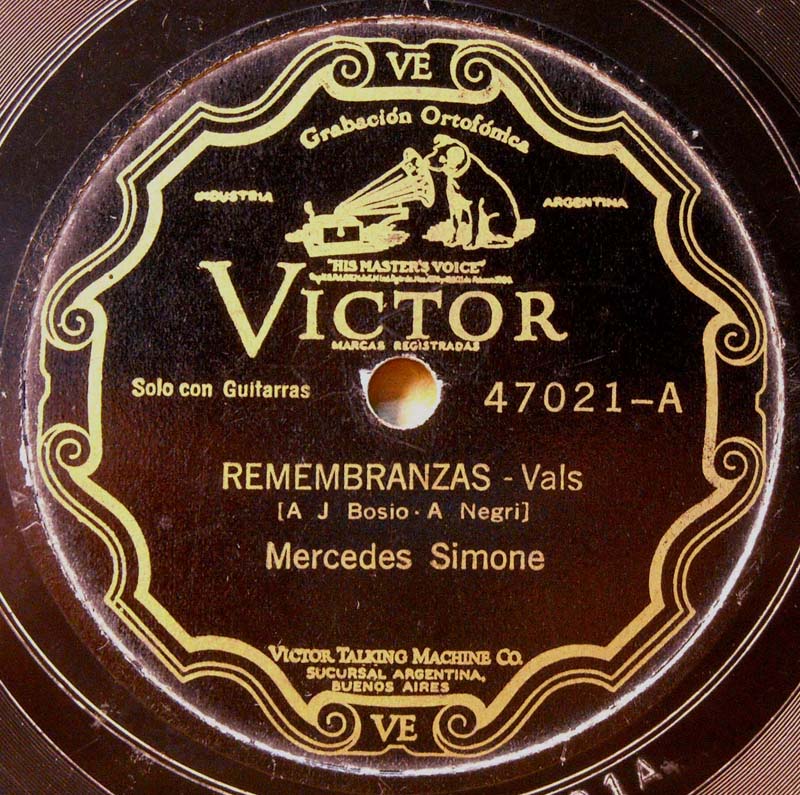 VE
Grabación Ortofónica
INDUSTRIA ARGENTINA
"HIS MASTER'S VOICE"
VICTOR
MARCAS REGISTRADAS
Solo con Guitarras 47021-A
REMEMBRANZAS - Vals
[A J Bosio · A Negri]
Mercedes Simone
VICTOR TALKING MACHINE CO.
SUCURSAL ARGENTINA,
BUENOS AIRES
VE
1A